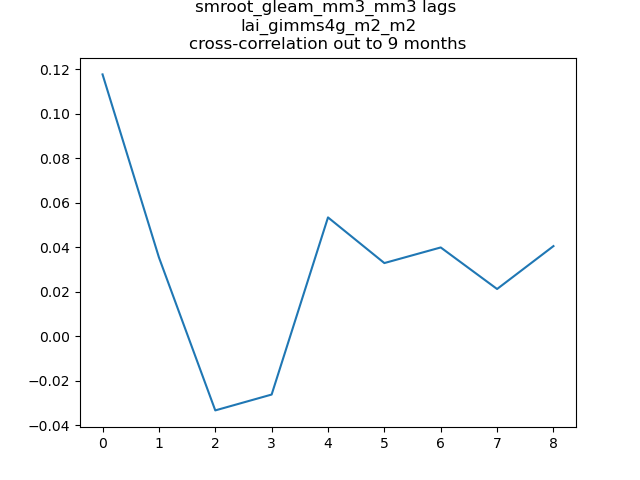 smroot_gleam_mm3_mm3 lags
lai_gimms4g_m2_m2
cross-correlation out to 9 months
0.12
0.10
0.08
0.06
0.04
0.02
0.00
−0.02
−0.04
0 1 2 3 4 5 6 7 8